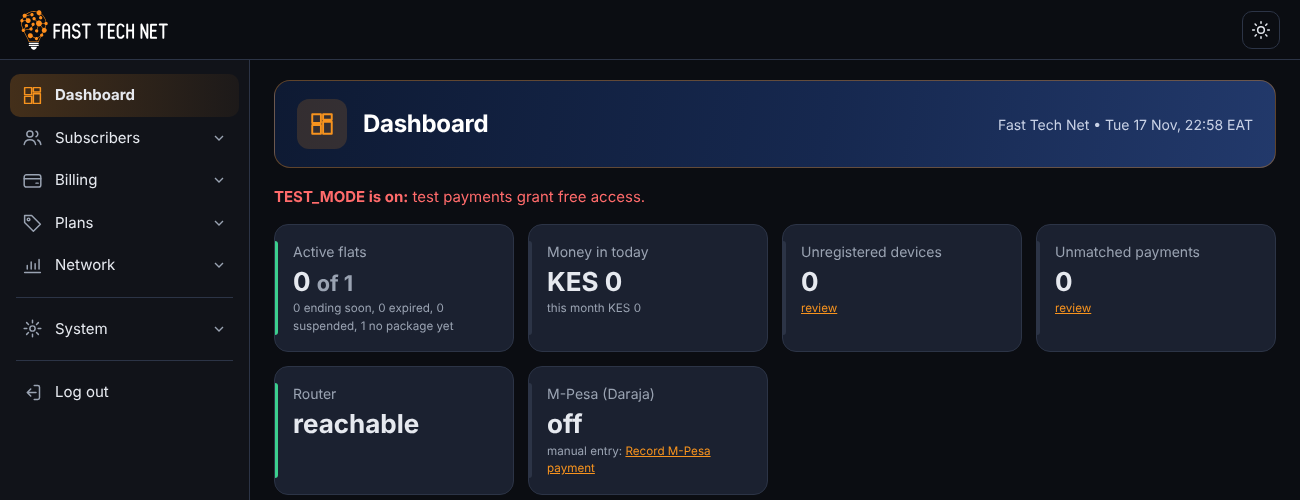 FAST TECH NET
Dashboard
Subscribers
Billing
Plans
Network
System
Log out
Dashboard
Fast Tech Net • Tue 17 Nov, 22:58 EAT
TEST_MODE is on: test payments grant free access.
Active flats
0 of 1
0 ending soon, 0 expired, 0
suspended, 1 no package yet
Money in today
KES 0
this month KES 0
Unregistered devices
0
review
Unmatched payments
0
review
Router
reachable
M-Pesa (Daraja)
off
manual entry: Record M-Pesa
payment